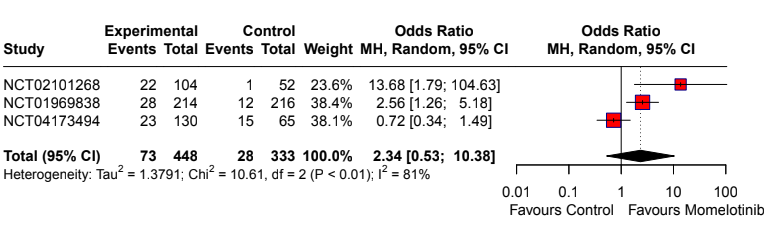 Experimental Control Odds Ratio Odds Ratio
Study Events Total Events Total Weight MH, Random, 95% CI MH, Random, 95% CI
NCT02101268 22 104 1 52 23.6% 13.68 [1.79; 104.63]
NCT01969838 28 214 12 216 38.4% 2.56 [1.26; 5.18]
NCT04173494 23 130 15 65 38.1% 0.72 [0.34; 1.49]
Total (95% CI) 73 448 28 333 100.0% 2.34 [0.53; 10.38]
Heterogeneity: Tau² = 1.3791; Chi² = 10.61, df = 2 (P < 0.01); I² = 81%
0.01 0.1 1 10 100
Favours Control Favours Momelotinib